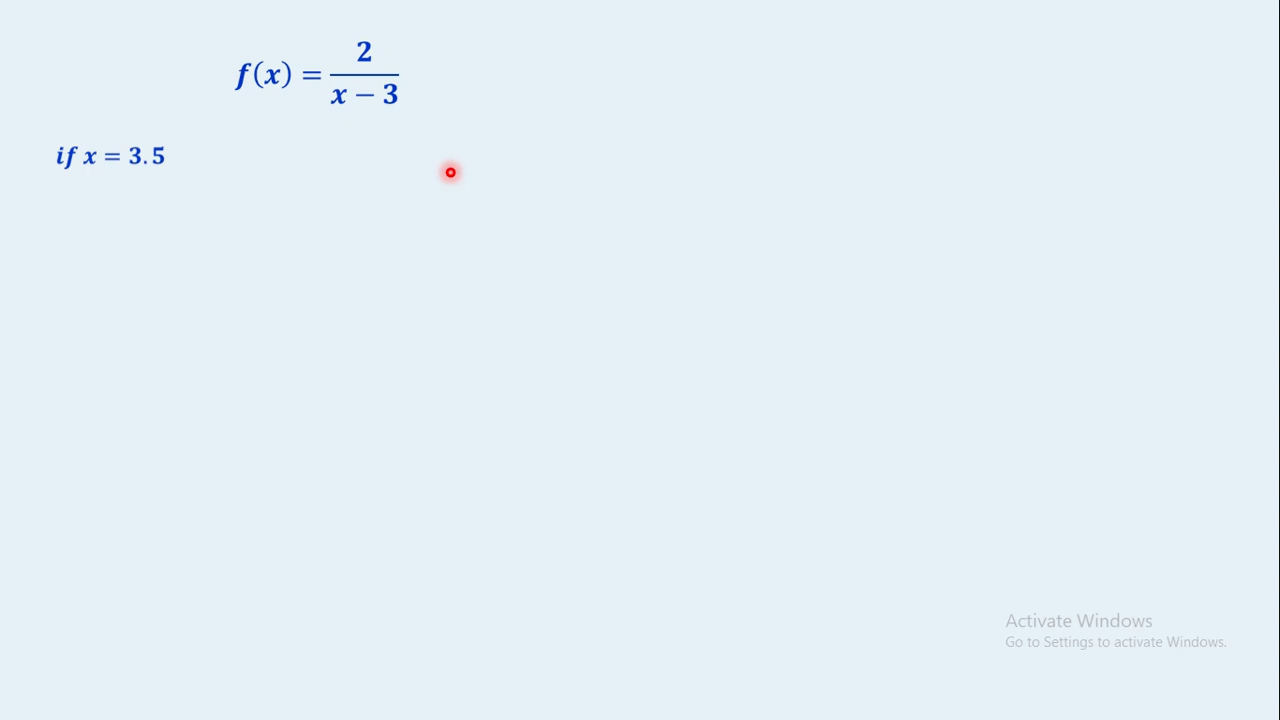 f(x) = 2/(x − 3)
if x = 3.5
Activate Windows
Go to Settings to activate Windows.